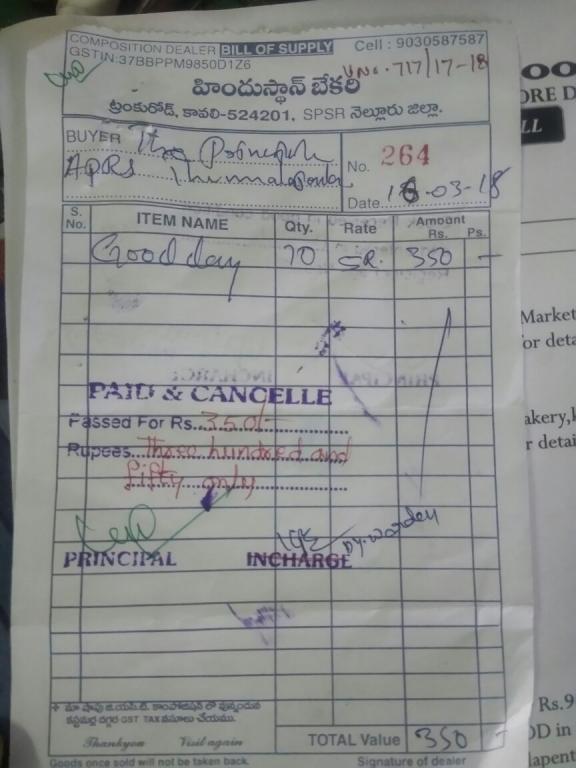 COMPOSITION DEALER BILL OF SUPPLY Cell : 9030587587
GSTIN:37BBPPM9850D1Z6
V.No. 717/17-18
హిందుస్థాన్ బేకరీ
ట్రంకురోడ్, కావలి-524201, SPSR నెల్లూరు జిల్లా.
BUYER The Principal
APRS
No. 264
Date 16-03-18
S. No. ITEM NAME Qty. Rate Amount Rs. Ps.
Good day 70 5R. 350 -
PAID & CANCELLE
Passed For Rs. 350/-
Rupees Three hundred and
fifty only
Dy. warden
PRINCIPAL INCHARGE
మా షాపు జి.యస్.టి. కాంపోజిషన్ లో వున్నందున
కస్టమర్ల దగ్గర GST TAX వసూలు చేయము.
Thankyou Visit again
TOTAL Value 350 -
Goods once sold will not be taken back. Signature of dealer
OO
ORE D
LL
Market
or deta
akery,
r detai
Rs.9
OD in
lapent